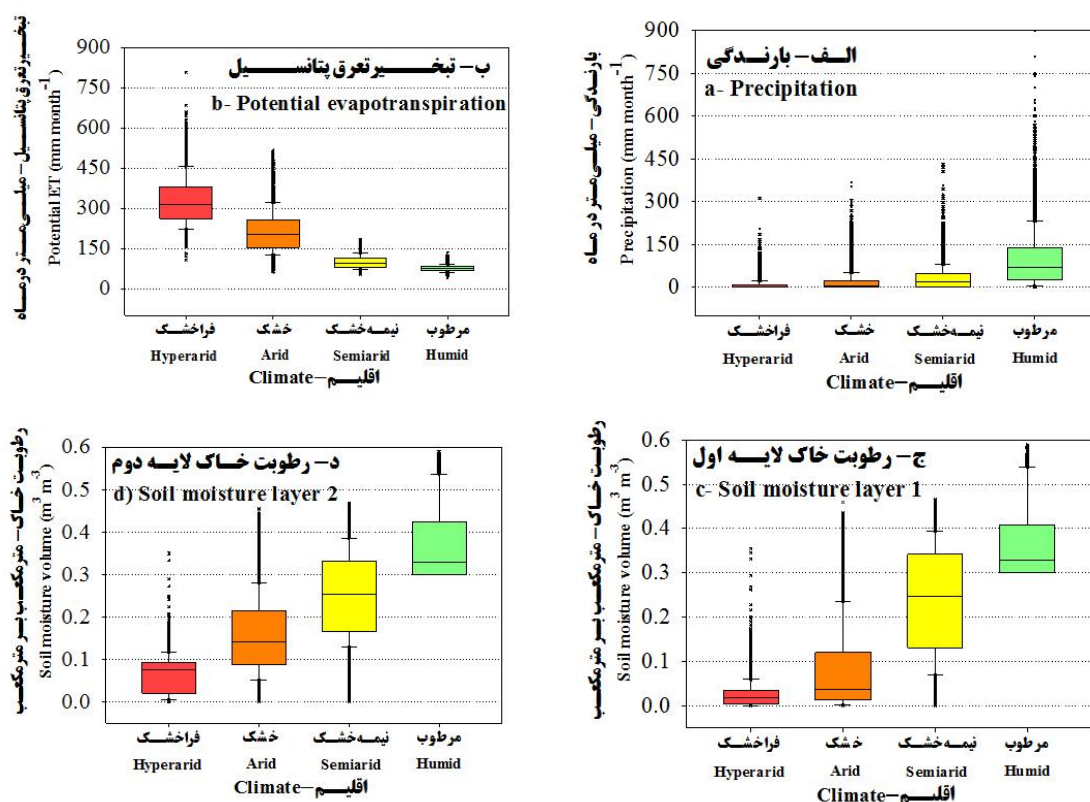 تبخیرتعرق پتانسیل – میلی‌متر در ماه
Potential ET (mm month-1)
900
750
600
450
300
150
0
ب– تبخیرتعرق پتانسیل
b- Potential evapotranspiration
فراخشک
خشک
نیمه‌خشک
مرطوب
Hyperarid
Arid
Semiarid
Humid
Climate–اقلیم
بارندگی – میلی‌متر در ماه
Precipitation (mm month-1)
900
750
600
450
300
150
0
الف– بارندگی
a- Precipitation
فراخشک
خشک
نیمه‌خشک
مرطوب
Hyperarid
Arid
Semiarid
Humid
Climate–اقلیم
رطوبت خاک – مترمکعب بر مترمکعب
Soil moisture volume (m3 m-3)
0.6
0.5
0.4
0.3
0.2
0.1
0.0
د– رطوبت خاک لایه دوم
d) Soil moisture layer 2
فراخشک
خشک
نیمه‌خشک
مرطوب
Hyperarid
Arid
Semiarid
Humid
Climate–اقلیم
رطوبت خاک – مترمکعب بر مترمکعب
Soil moisture volume (m3 m-3)
0.6
0.5
0.4
0.3
0.2
0.1
0.0
ج– رطوبت خاک لایه اول
c- Soil moisture layer 1
فراخشک
خشک
نیمه‌خشک
مرطوب
Hyperarid
Arid
Semiarid
Humid
Climate–اقلیم